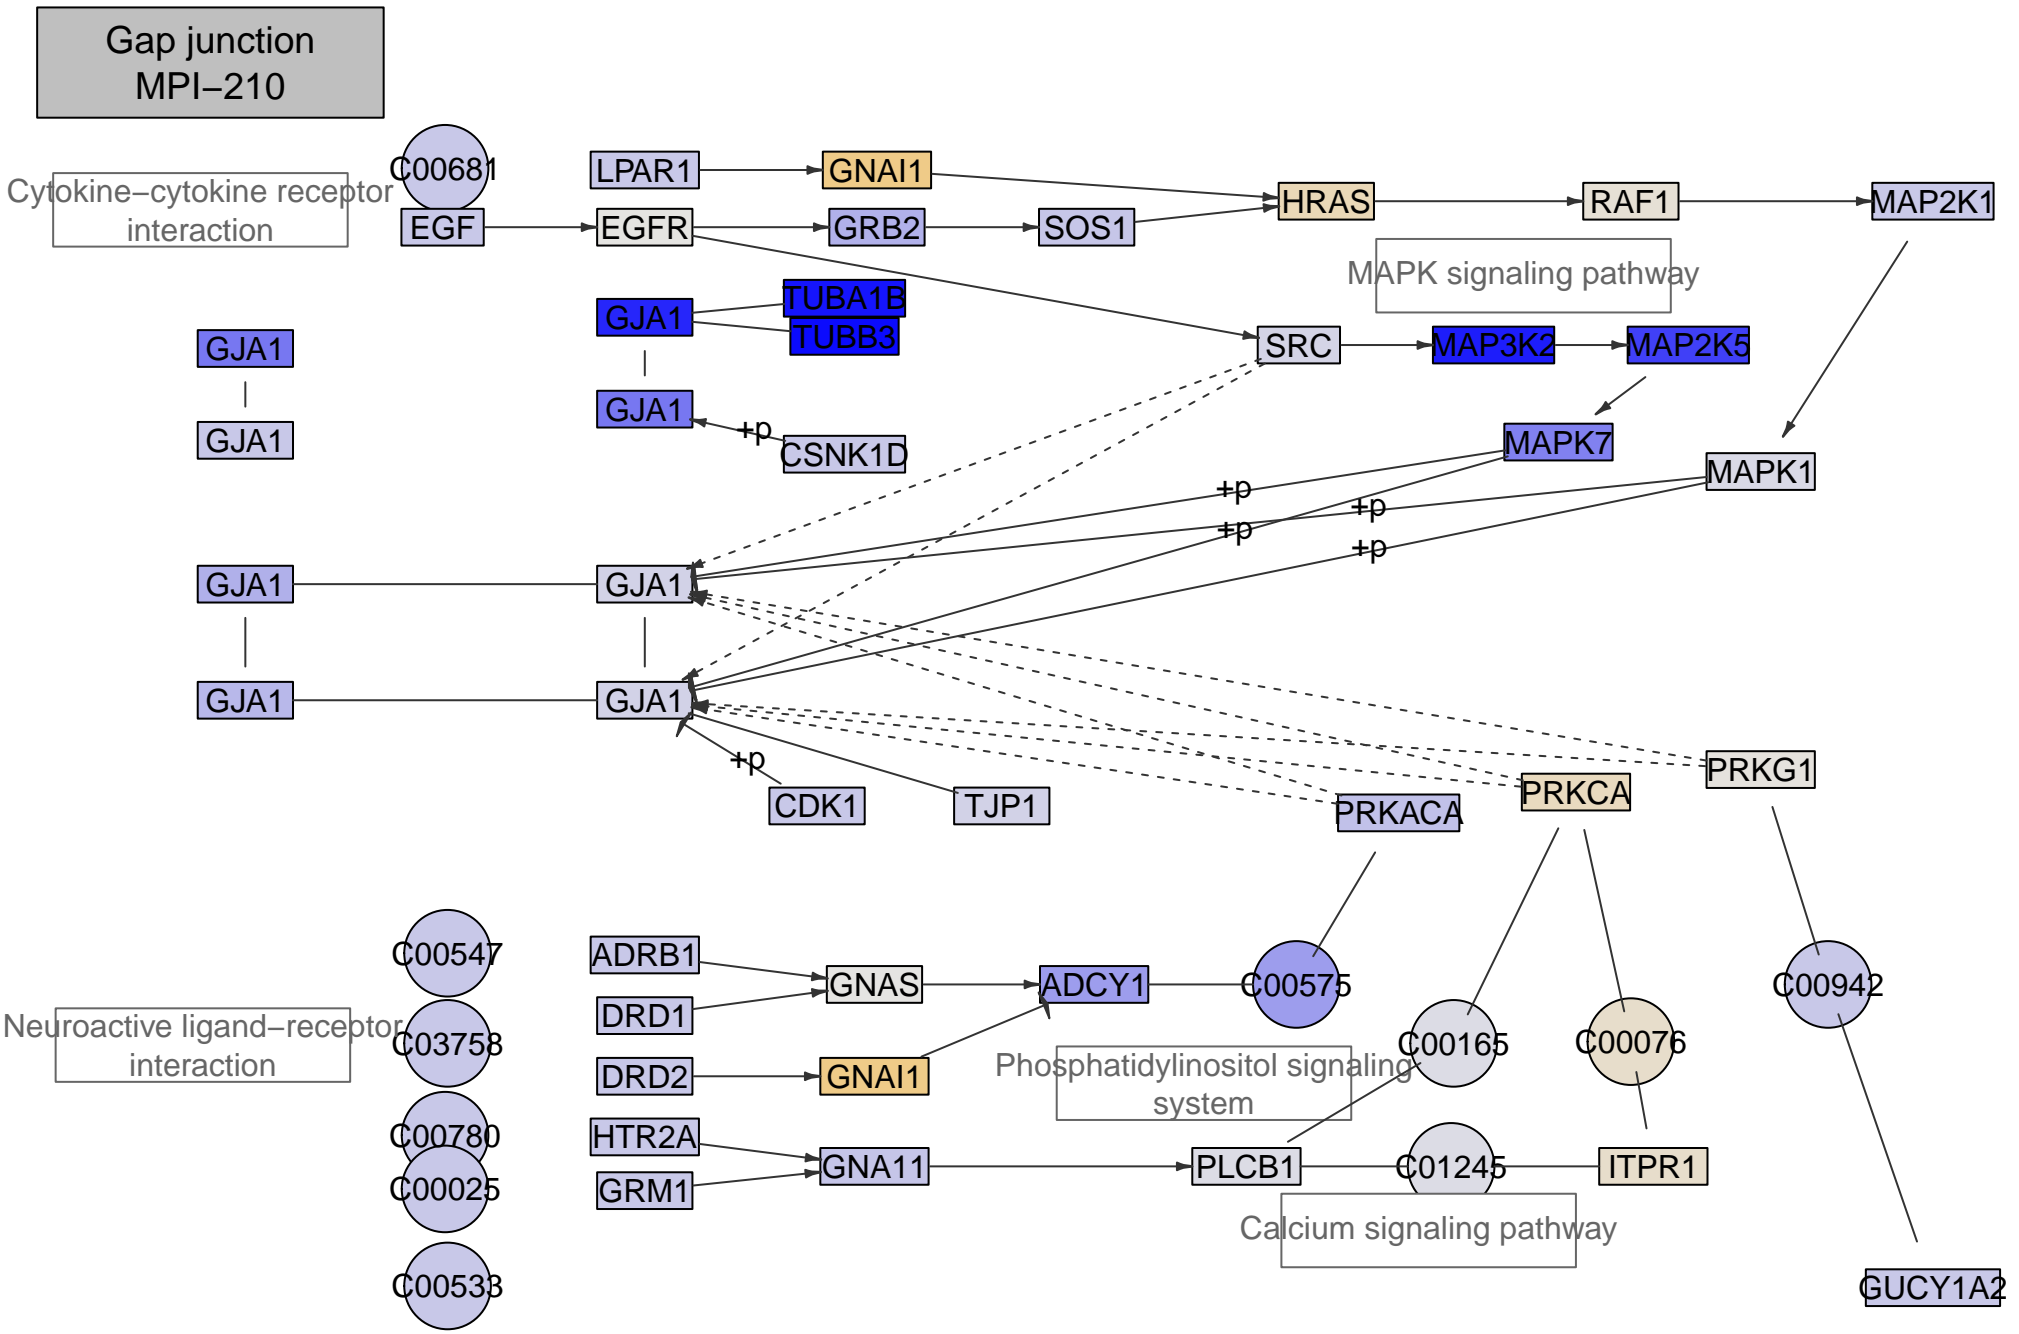 Gap junction
MPI−210
C00681
LPAR1
GNAI1
Cytokine−cytokine receptor
interaction
HRAS
RAF1
MAP2K1
EGF
EGFR
GRB2
SOS1
MAPK signaling pathway
TUBA1B
GJA1
TUBB3
GJA1
SRC
MAP3K2
MAP2K5
GJA1
+p
GJA1
CSNK1D
MAPK7
MAPK1
+p
+p
+p
+p
GJA1
GJA1
GJA1
GJA1
+p
CDK1
TJP1
PRKACA
PRKCA
PRKG1
C00547
ADRB1
GNAS
ADCY1
C00575
C00942
DRD1
Neuroactive ligand−receptor
interaction
C03758
C00165
C00076
DRD2
GNAI1
Phosphatidylinositol signaling
system
C00780
HTR2A
GNA11
PLCB1
C01245
ITPR1
C00025
GRM1
Calcium signaling pathway
C00533
GUCY1A2